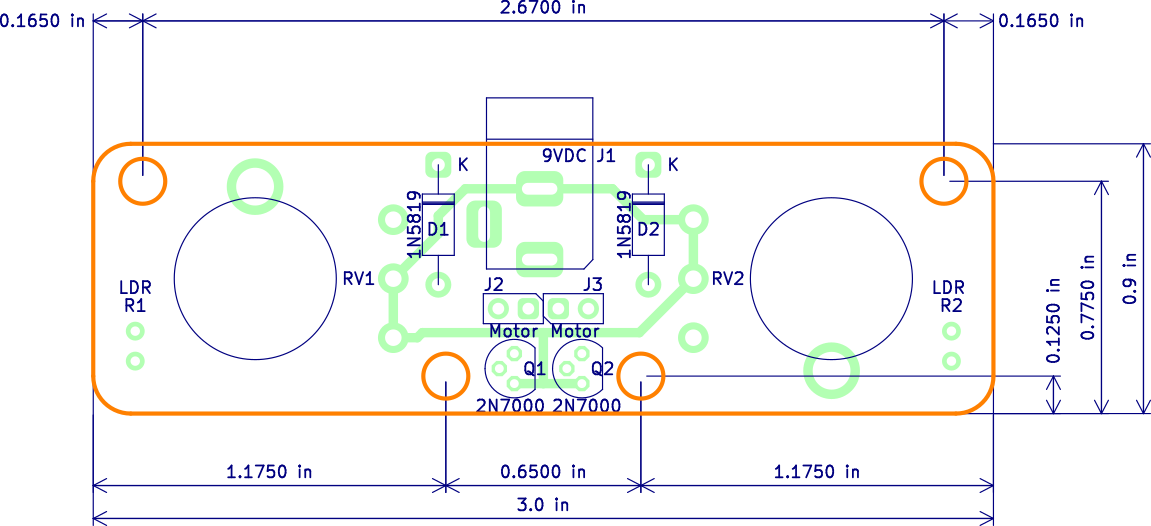 2.6700 in
0.1650 in
0.1650 in
9VDC J1
K
K
1N5819
D1
1N5819
D2
RV1
RV2
LDR
R1
LDR
R2
J2
J3
Motor
Motor
Q1
Q2
2N7000
2N7000
0.1250 in
0.7750 in
0.9 in
1.1750 in
0.6500 in
1.1750 in
3.0 in